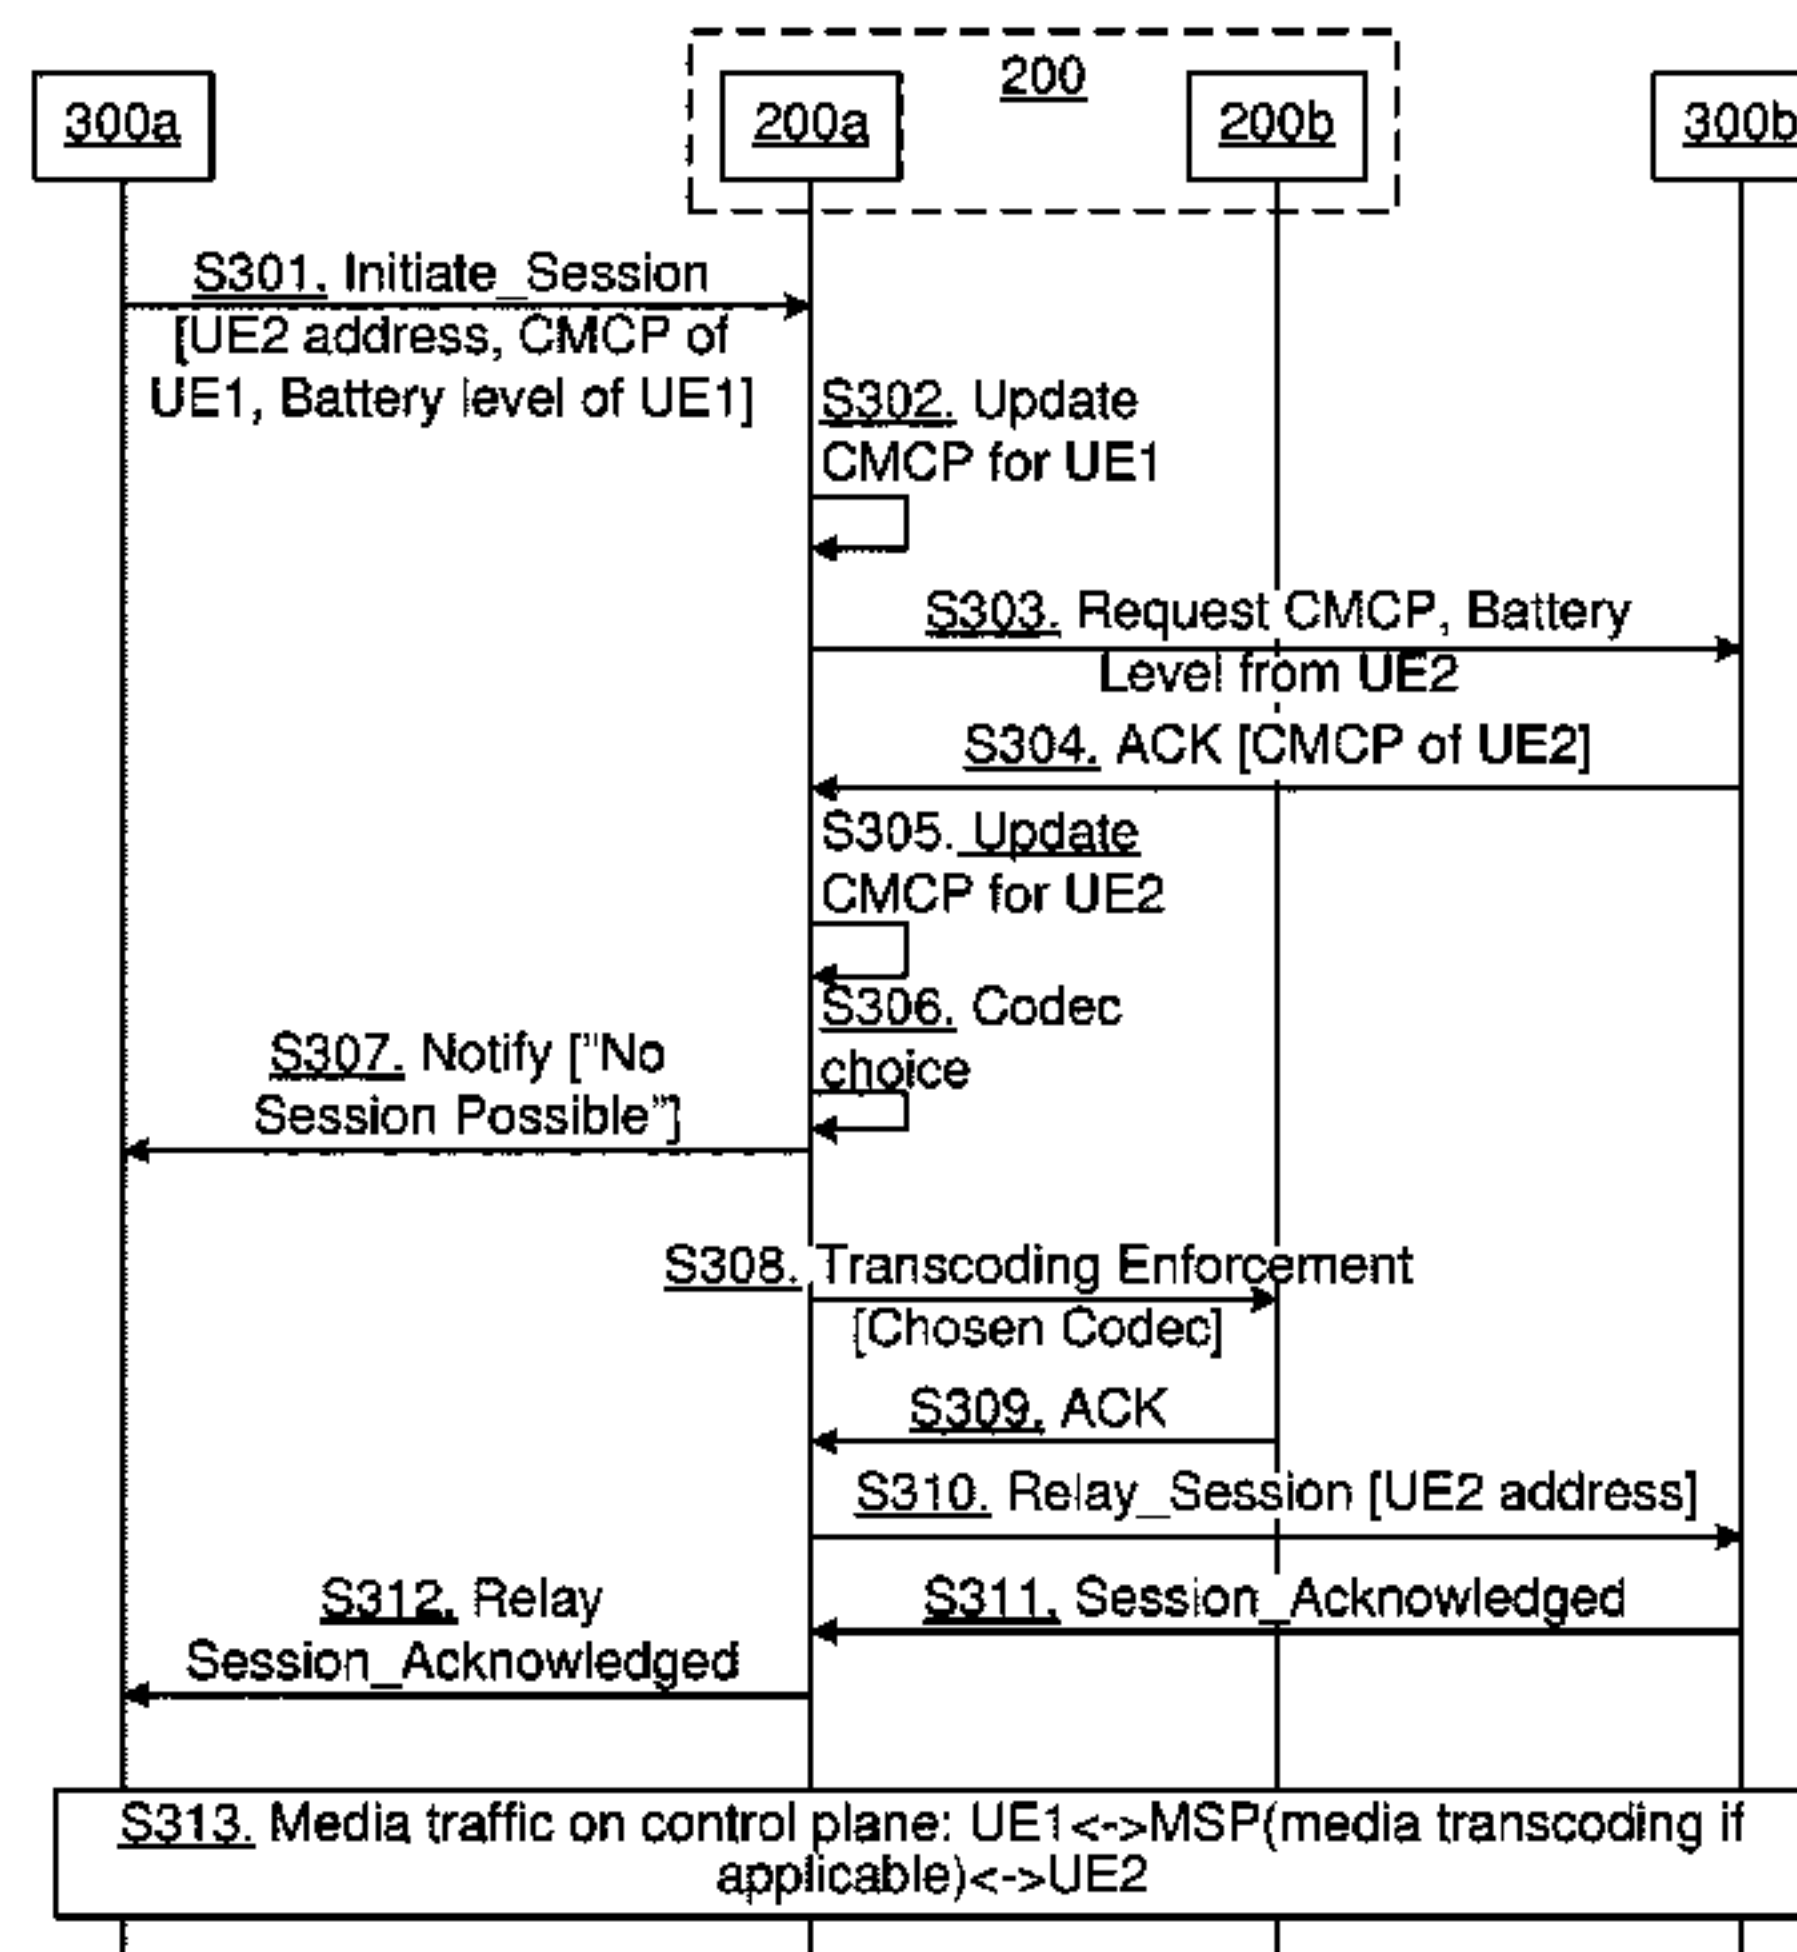 200
300a
200a
200b
300b
S301. Initiate_Session
[UE2 address, CMCP of
UE1, Battery level of UE1]
S302. Update
CMCP for UE1
S303. Request CMCP, Battery
Level from UE2
S304. ACK [CMCP of UE2]
S305. Update
CMCP for UE2
S306. Codec
choice
S307. Notify ["No
Session Possible"]
S308. Transcoding Enforcement
[Chosen Codec]
S309. ACK
S310. Relay_Session [UE2 address]
S311. Session_Acknowledged
S312. Relay
Session_Acknowledged
S313. Media traffic on control plane: UE1<->MSP(media transcoding if
applicable)<->UE2